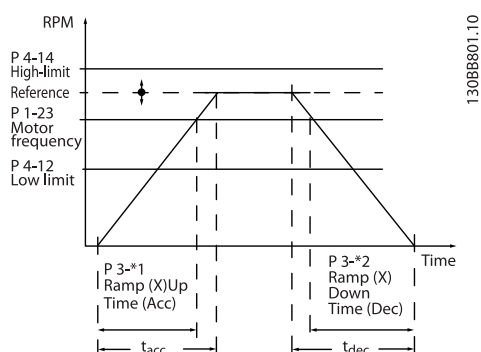 RPM
P 4-14
High-limit
Reference
P 1-23
Motor
frequency
P 4-12
Low limit
Time
P 3-*1
Ramp (X)Up
Time (Acc)
P 3-*2
Ramp (X)
Down
Time (Dec)
tacc
tdec
130BB801.10